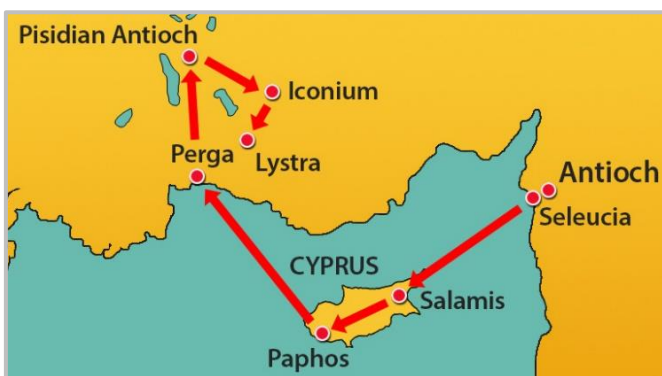 Pisidian Antioch
Iconium
Perga
Lystra
Antioch
Seleucia
CYPRUS
Salamis
Paphos